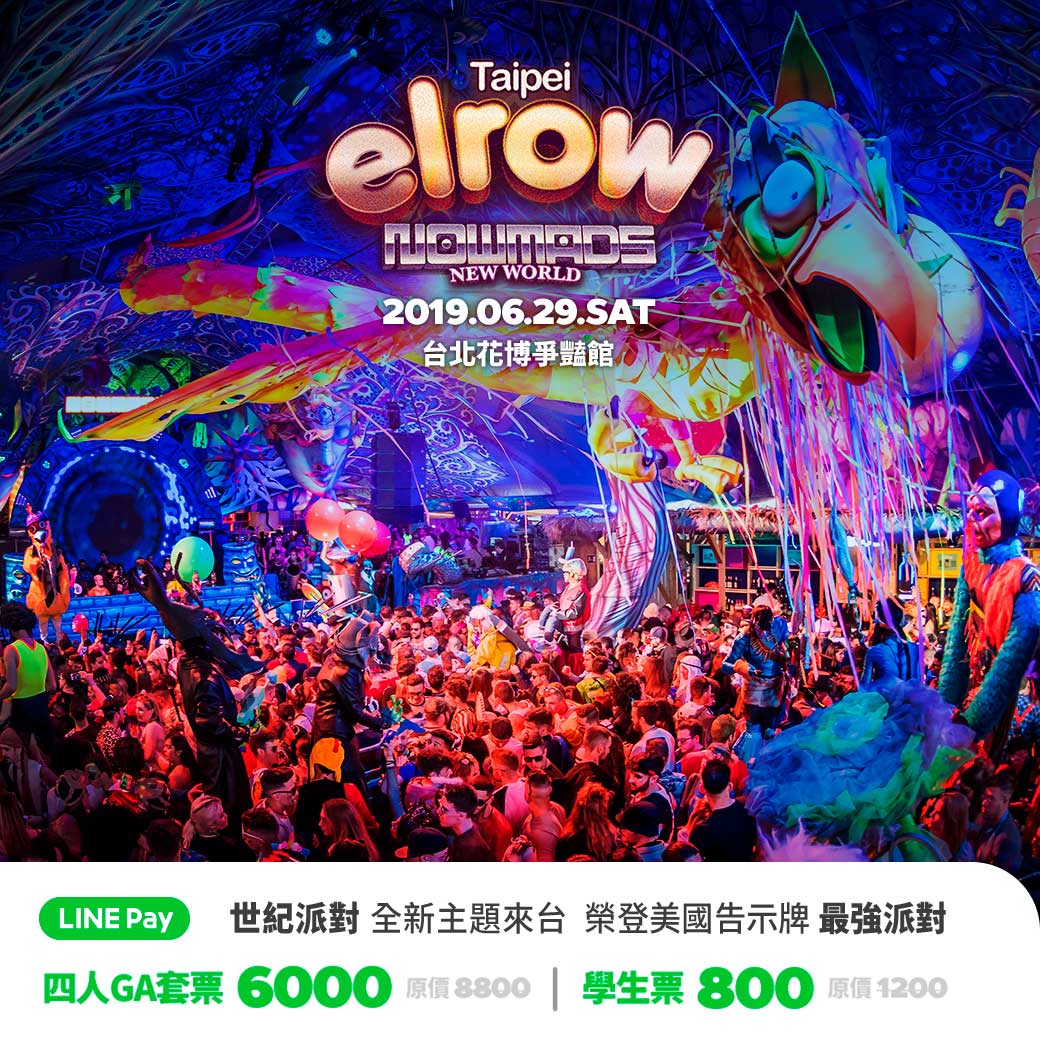 Taipei
elrow
NOWMADS
NEW WORLD
2019.06.29.SAT
台北花博爭豔館
LINE Pay 世紀派對 全新主題來台 榮登美國告示牌 最強派對
四人GA套票 6000 原價 8800 | 學生票 800 原價 1200